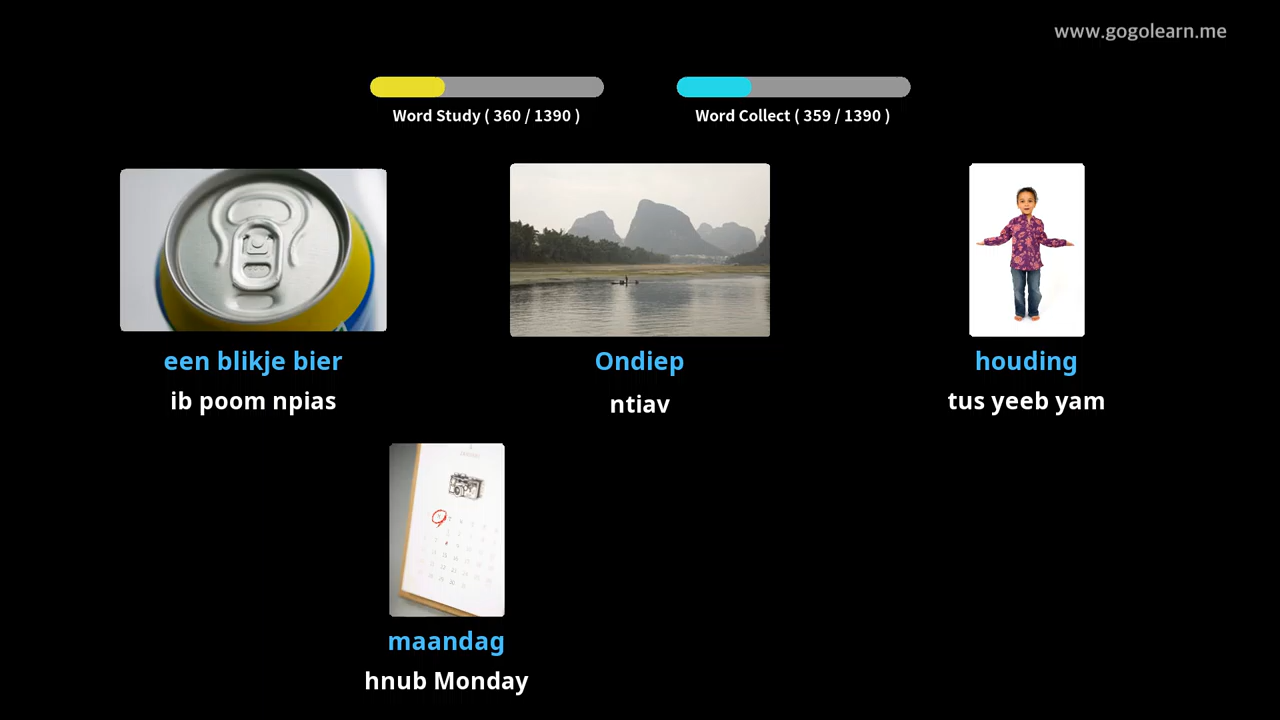 www.gogolearn.me
Word Study ( 360 / 1390 )
Word Collect ( 359 / 1390 )
een blikje bier
ib poom npias
Ondiep
ntiav
houding
tus yeeb yam
maandag
hnub Monday